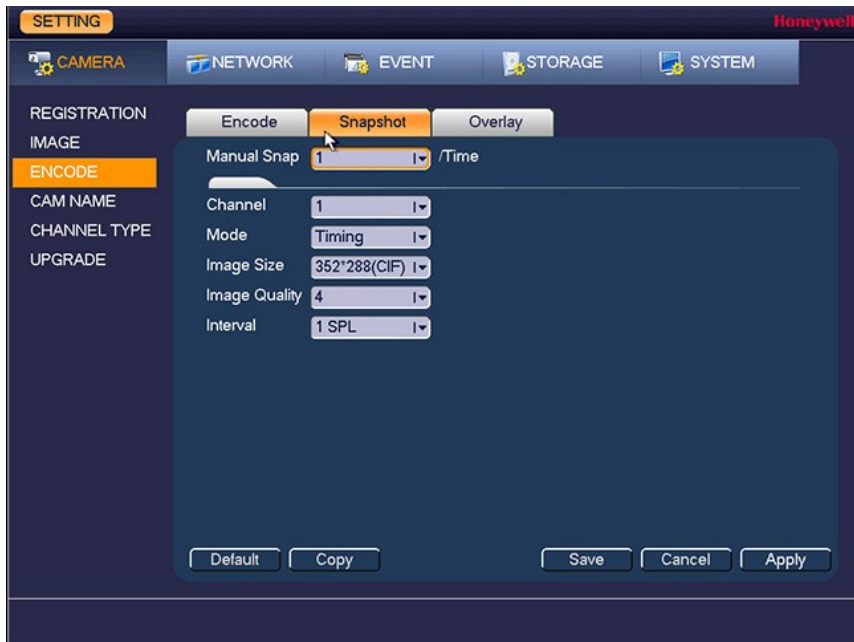 SETTING
Honeywell
CAMERA NETWORK EVENT STORAGE SYSTEM
REGISTRATION
IMAGE
ENCODE
CAM NAME
CHANNEL TYPE
UPGRADE
Encode Snapshot Overlay
Manual Snap 1 /Time
Channel 1
Mode Timing
Image Size 352*288(CIF)
Image Quality 4
Interval 1 SPL
Default Copy Save Cancel Apply